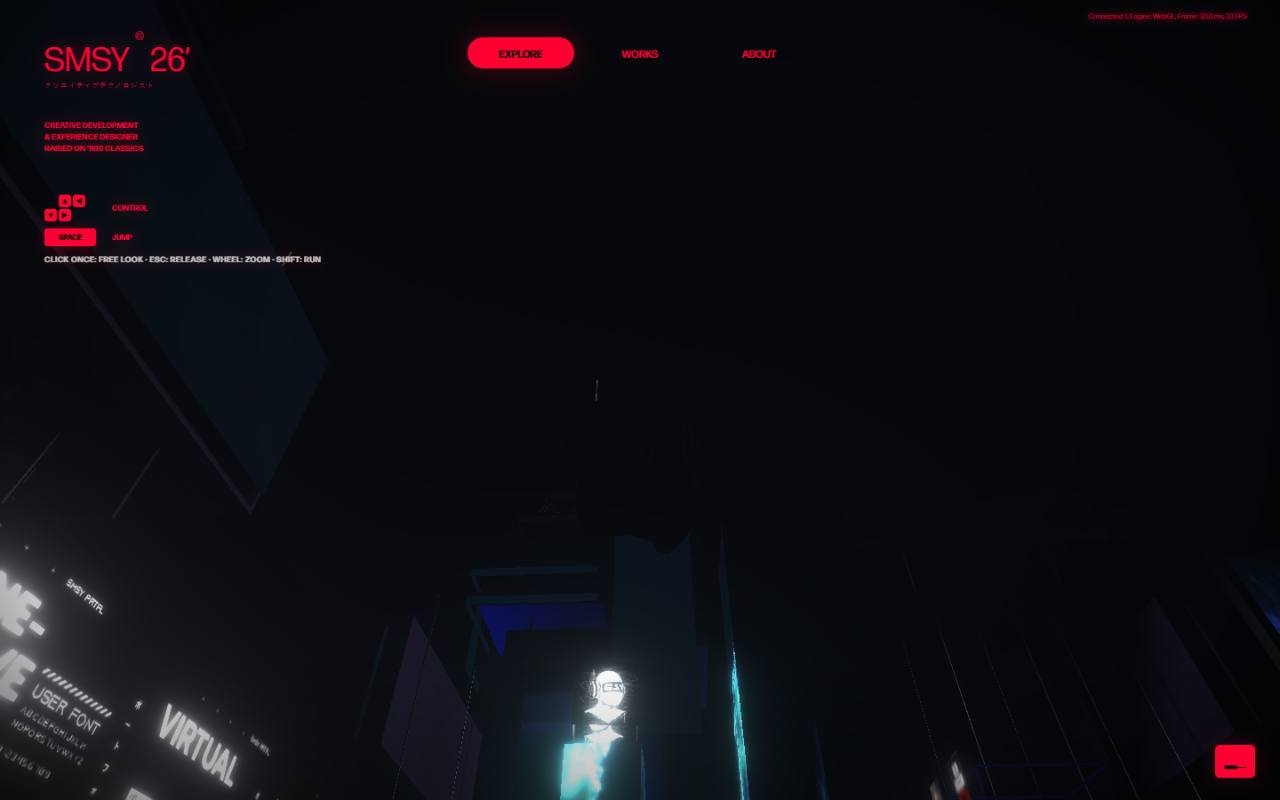 Connected: 1, Engine: WebGL, Frame: 30.0 ms, 33 FPS
SMSY © 26'
クリエイティブテクノロジスト
EXPLORE
WORKS
ABOUT
CREATIVE DEVELOPMENT
& EXPERIENCE DESIGNER
RAISED ON '90S CLASSICS
CONTROL
SPACE
JUMP
CLICK ONCE: FREE LOOK · ESC: RELEASE · WHEEL: ZOOM · SHIFT: RUN
SMSY PRTFL
USER FONT
VIRTUAL